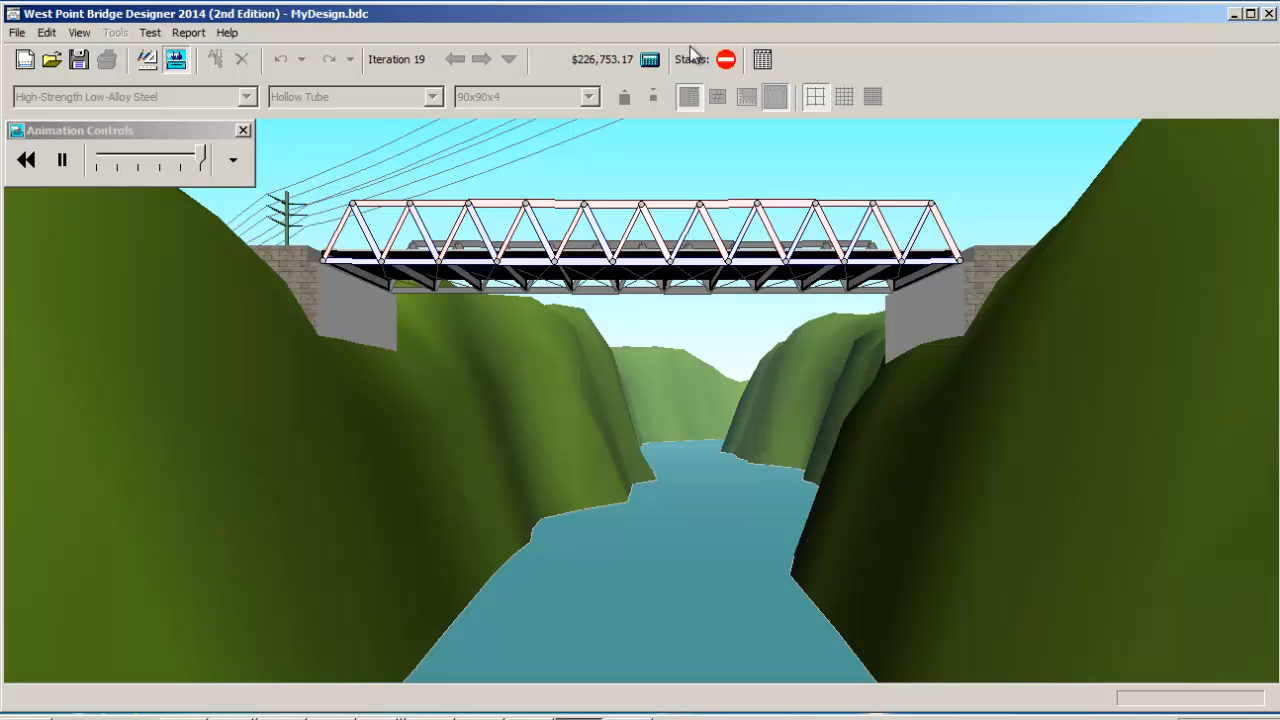 West Point Bridge Designer 2014 (2nd Edition) - MyDesign.bdc
File Edit View Tools Test Report Help
Iteration 19 $226,753.17 Status:
High-Strength Low-Alloy Steel Hollow Tube 90x90x4
Animation Controls